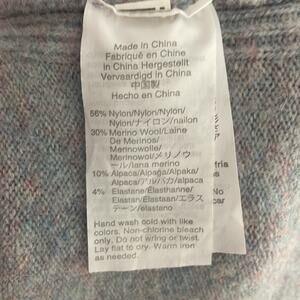 Made in China
Fabriqué en Chine
in China Hergestellt
Vervaardigd in China
中国製
Hecho en China
56% Nylon/Nylon/Nylon/
Nylon/ナイロン/nailon
30% Merino Wool/Laine
De Merinos/
Merinowolle/
Merinowol/メリノウ
ール/lana merino
10% Alpaca/Alpaga/Alpaka/
Alpaca/アルパカ/alpaca
4% Elastane/Élasthanne/
Elastan/Elastaan/エラス
テーン/elastano
Hand wash cold with like
colors. Non-chlorine bleach
only. Do not wring or twist.
Lay flat to dry. Warm iron
as needed.